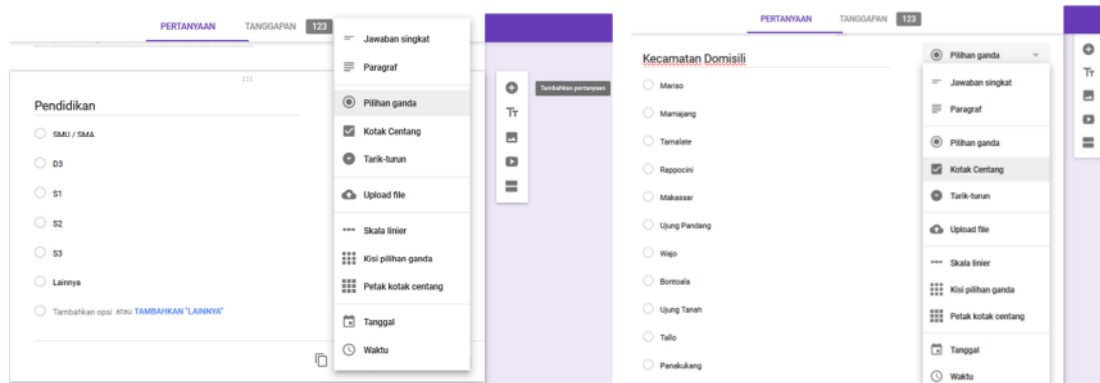 PERTANYAAN TANGGAPAN 123
Pendidikan
SMU / SMA
D3
S1
S2
S3
Lainnya
Tambahkan opsi atau TAMBAHKAN "LAINNYA"
Jawaban singkat
Paragraf
Pilihan ganda
Kotak Centang
Tarik-turun
Upload file
Skala linier
Kisi pilihan ganda
Petak kotak centang
Tanggal
Waktu
Tambahkan pertanyaan
Tт
PERTANYAAN TANGGAPAN 123
Kecamatan Domisili
Mariso
Mamajang
Tamalate
Rappocini
Makassar
Ujung Pandang
Wajo
Bontoala
Ujung Tanah
Tallo
Panakukang
Pilihan ganda
Jawaban singkat
Paragraf
Pilihan ganda
Kotak Centang
Tarik-turun
Upload file
Skala linier
Kisi pilihan ganda
Petak kotak centang
Tanggal
Waktu
Tт